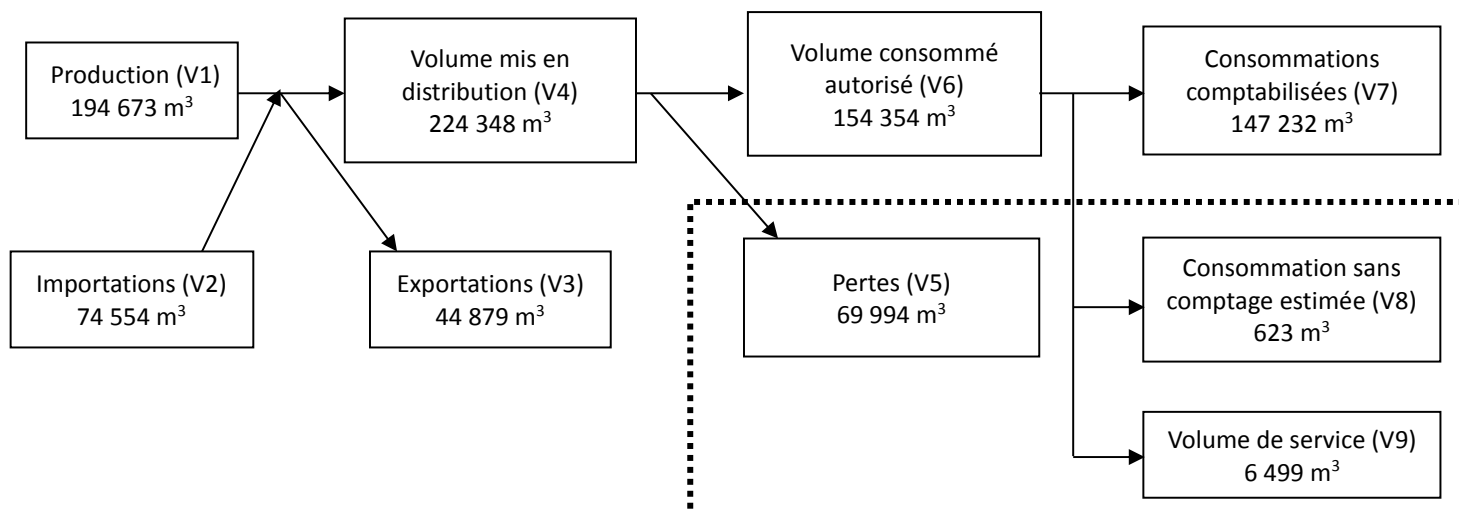 Production (V1)
194 673 m³
Volume mis en
distribution (V4)
224 348 m³
Volume consommé
autorisé (V6)
154 354 m³
Consommations
comptabilisées (V7)
147 232 m³
Importations (V2)
74 554 m³
Exportations (V3)
44 879 m³
Pertes (V5)
69 994 m³
Consommation sans
comptage estimée (V8)
623 m³
Volume de service (V9)
6 499 m³